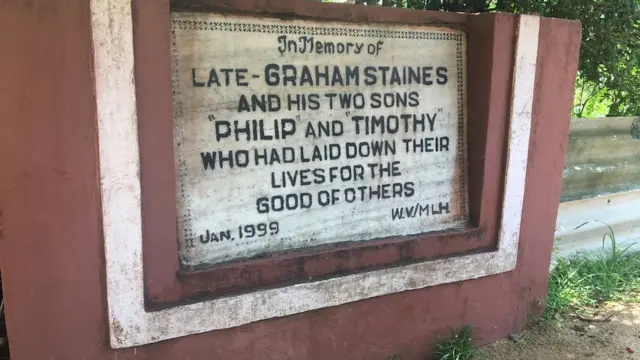 In Memory of
LATE-GRAHAM STAINES
AND HIS TWO SONS
"PHILIP" AND "TIMOTHY"
WHO HAD LAID DOWN THEIR
LIVES FOR THE
GOOD OF OTHERS
W.V/MLH.
JAN. 1999